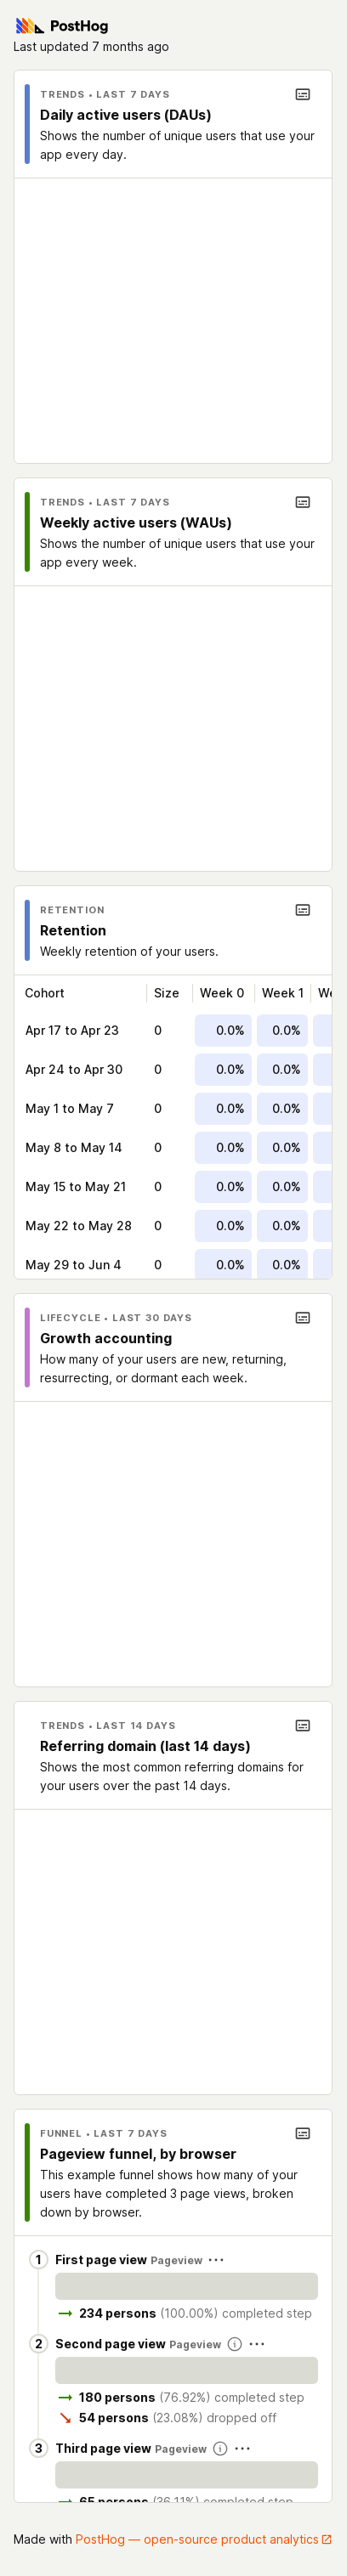 PostHog
Last updated 7 months ago
TRENDS • LAST 7 DAYS
Daily active users (DAUs)
Shows the number of unique users that use your
app every day.
TRENDS • LAST 7 DAYS
Weekly active users (WAUs)
Shows the number of unique users that use your
app every week.
RETENTION
Retention
Weekly retention of your users.
Cohort Size Week 0 Week 1
Apr 17 to Apr 23 0 0.0% 0.0%
Apr 24 to Apr 30 0 0.0% 0.0%
May 1 to May 7 0 0.0% 0.0%
May 8 to May 14 0 0.0% 0.0%
May 15 to May 21 0 0.0% 0.0%
May 22 to May 28 0 0.0% 0.0%
May 29 to Jun 4 0 0.0% 0.0%
LIFECYCLE • LAST 30 DAYS
Growth accounting
How many of your users are new, returning,
resurrecting, or dormant each week.
TRENDS • LAST 14 DAYS
Referring domain (last 14 days)
Shows the most common referring domains for
your users over the past 14 days.
FUNNEL • LAST 7 DAYS
Pageview funnel, by browser
This example funnel shows how many of your
users have completed 3 page views, broken
down by browser.
1 First page view Pageview
234 persons (100.00%) completed step
2 Second page view Pageview
180 persons (76.92%) completed step
54 persons (23.08%) dropped off
3 Third page view Pageview
65 persons (36.11%) completed step
Made with PostHog — open-source product analytics